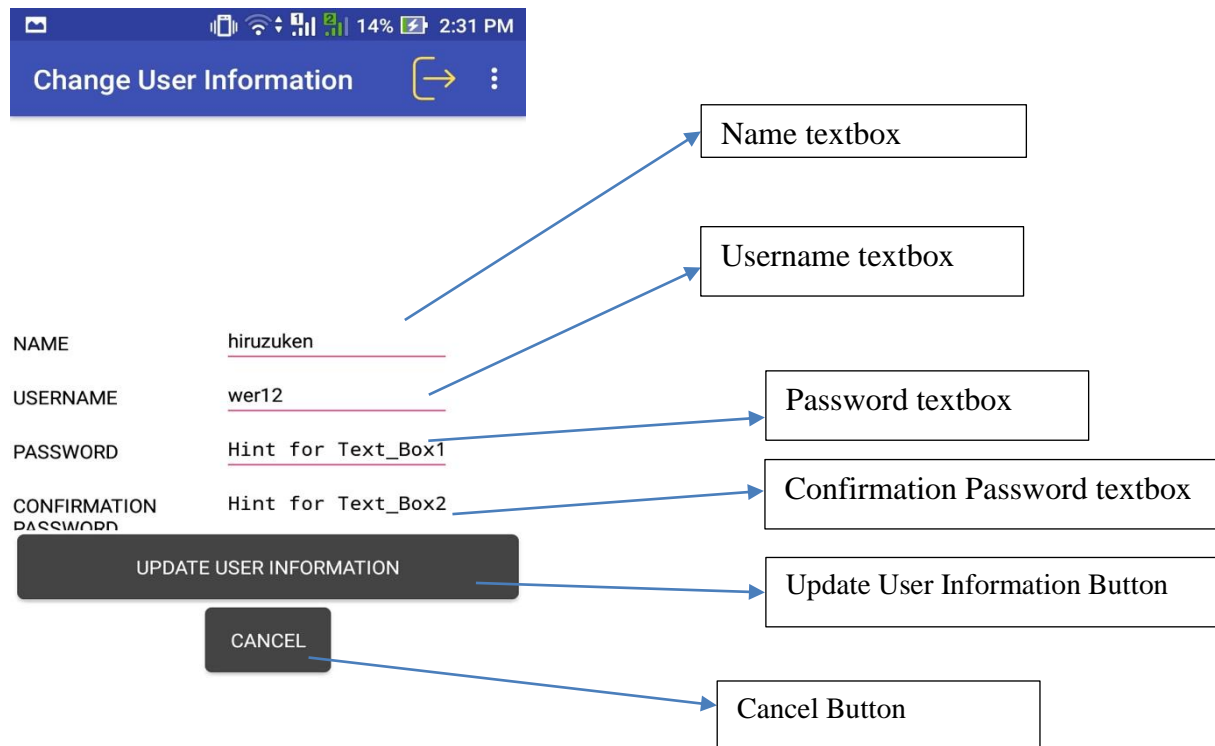 14% 2:31 PM
Change User Information
Name textbox
Username textbox
NAME hiruzuken
USERNAME wer12
Password textbox
PASSWORD Hint for Text_Box1
Confirmation Password textbox
CONFIRMATION Hint for Text_Box2
PASSWORD
UPDATE USER INFORMATION
Update User Information Button
CANCEL
Cancel Button